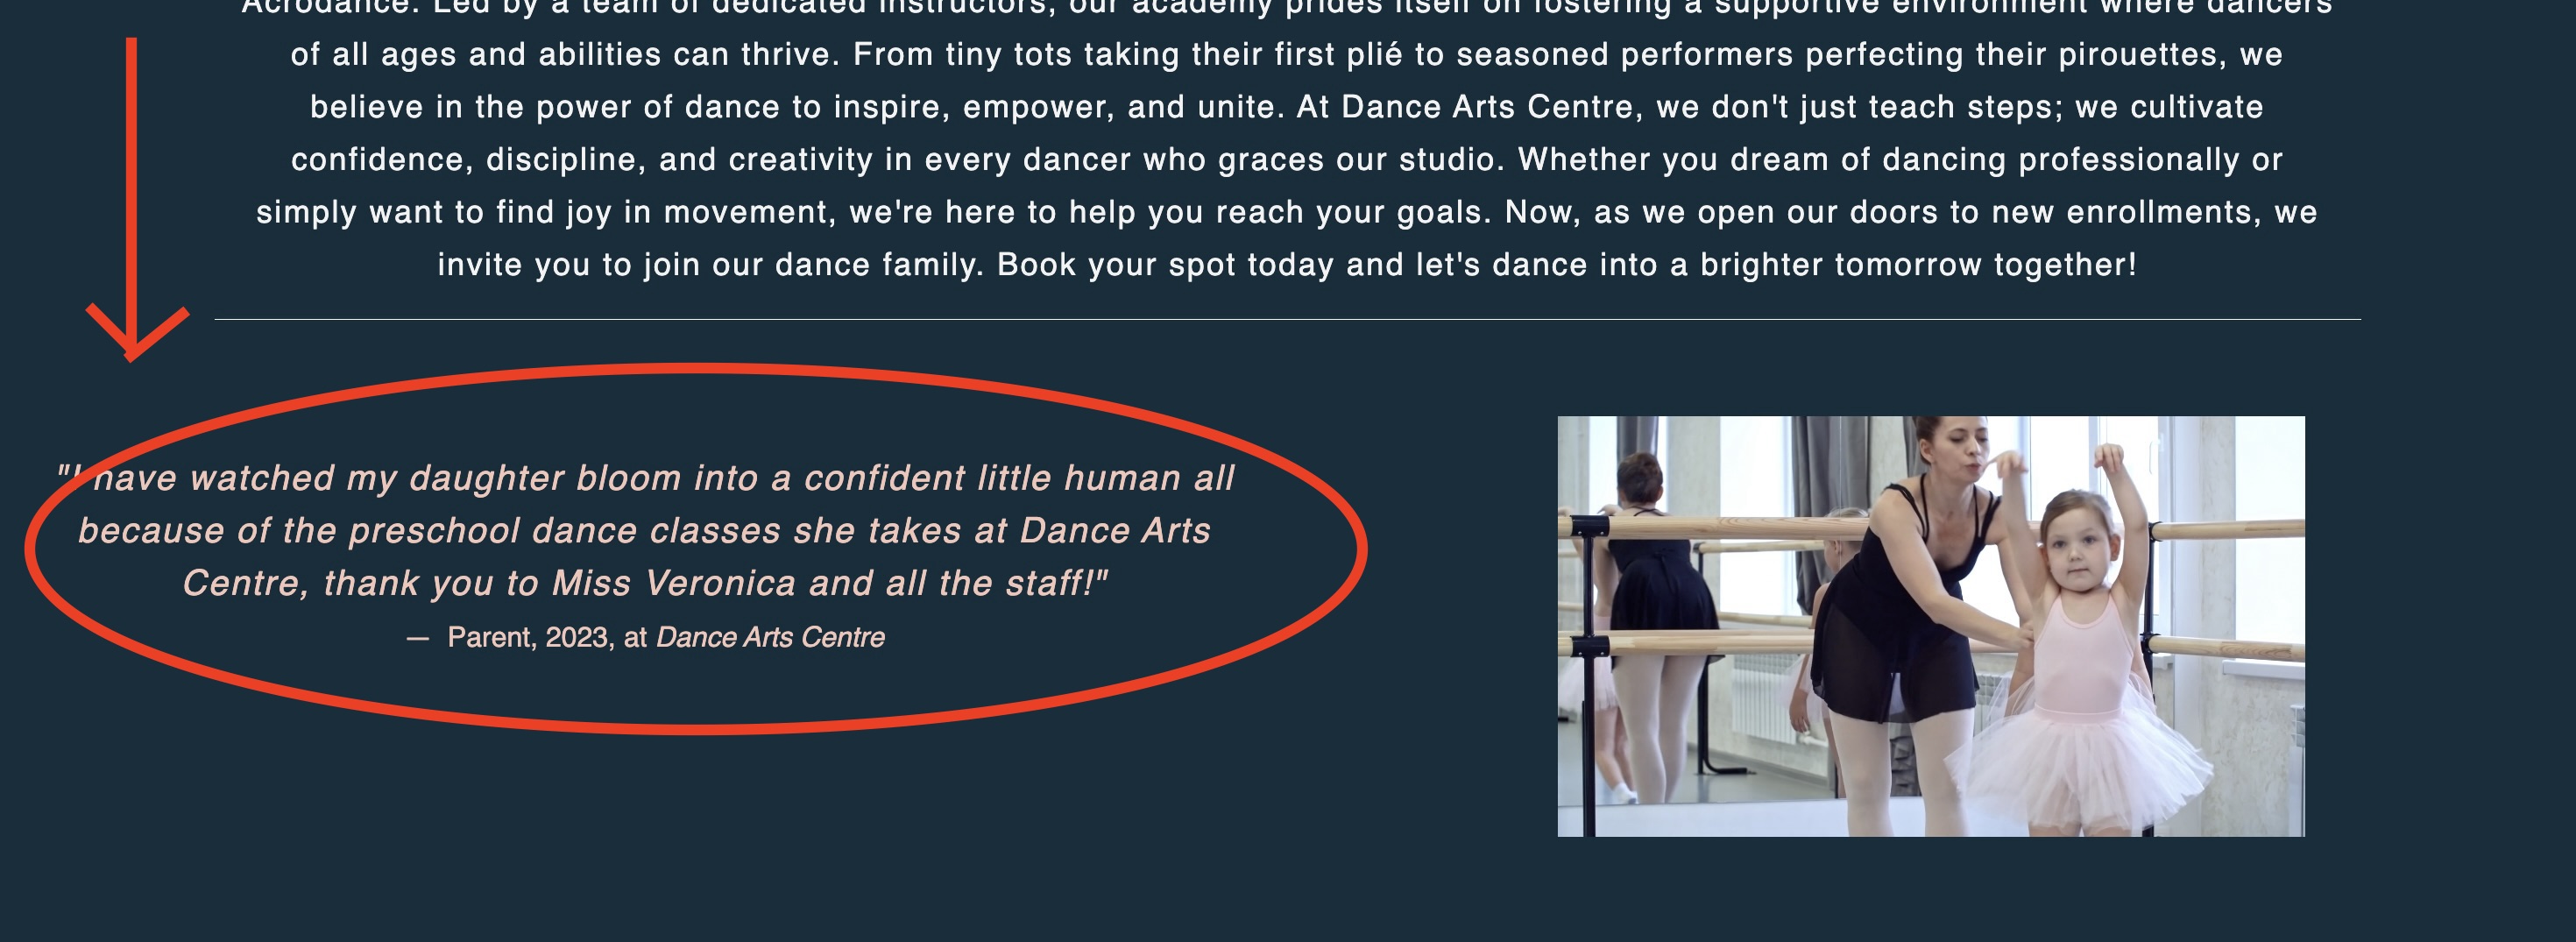 Acrodance. Led by a team of dedicated instructors, our academy prides itself on fostering a supportive environment where dancers
of all ages and abilities can thrive. From tiny tots taking their first plié to seasoned performers perfecting their pirouettes, we
believe in the power of dance to inspire, empower, and unite. At Dance Arts Centre, we don't just teach steps; we cultivate
confidence, discipline, and creativity in every dancer who graces our studio. Whether you dream of dancing professionally or
simply want to find joy in movement, we're here to help you reach your goals. Now, as we open our doors to new enrollments, we
invite you to join our dance family. Book your spot today and let's dance into a brighter tomorrow together!
"I have watched my daughter bloom into a confident little human all
because of the preschool dance classes she takes at Dance Arts
Centre, thank you to Miss Veronica and all the staff!"
— Parent, 2023, at Dance Arts Centre